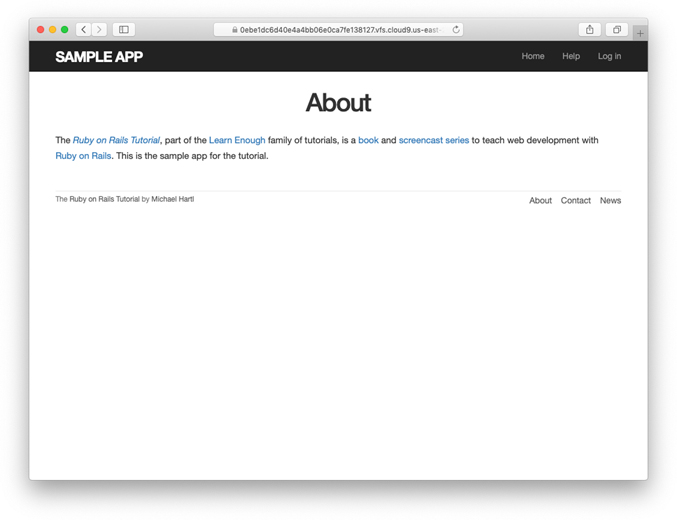 0ebe1dc6d40e4a4bb06e0ca7fe138127.vfs.cloud9.us-east-
SAMPLE APP Home Help Log in
About
The Ruby on Rails Tutorial, part of the Learn Enough family of tutorials, is a book and screencast series to teach web development with
Ruby on Rails. This is the sample app for the tutorial.
The Ruby on Rails Tutorial by Michael Hartl About Contact News